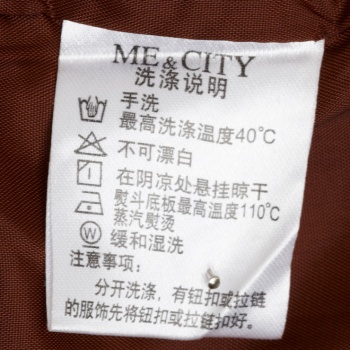 ME&CITY
洗涤说明
手洗
最高洗涤温度40℃
不可漂白
在阴凉处悬挂晾干
熨斗底板最高温度110℃
蒸汽熨烫
W 缓和湿洗
注意事项:
分开洗涤,有钮扣或拉链
的服饰先将钮扣或拉链扣好。